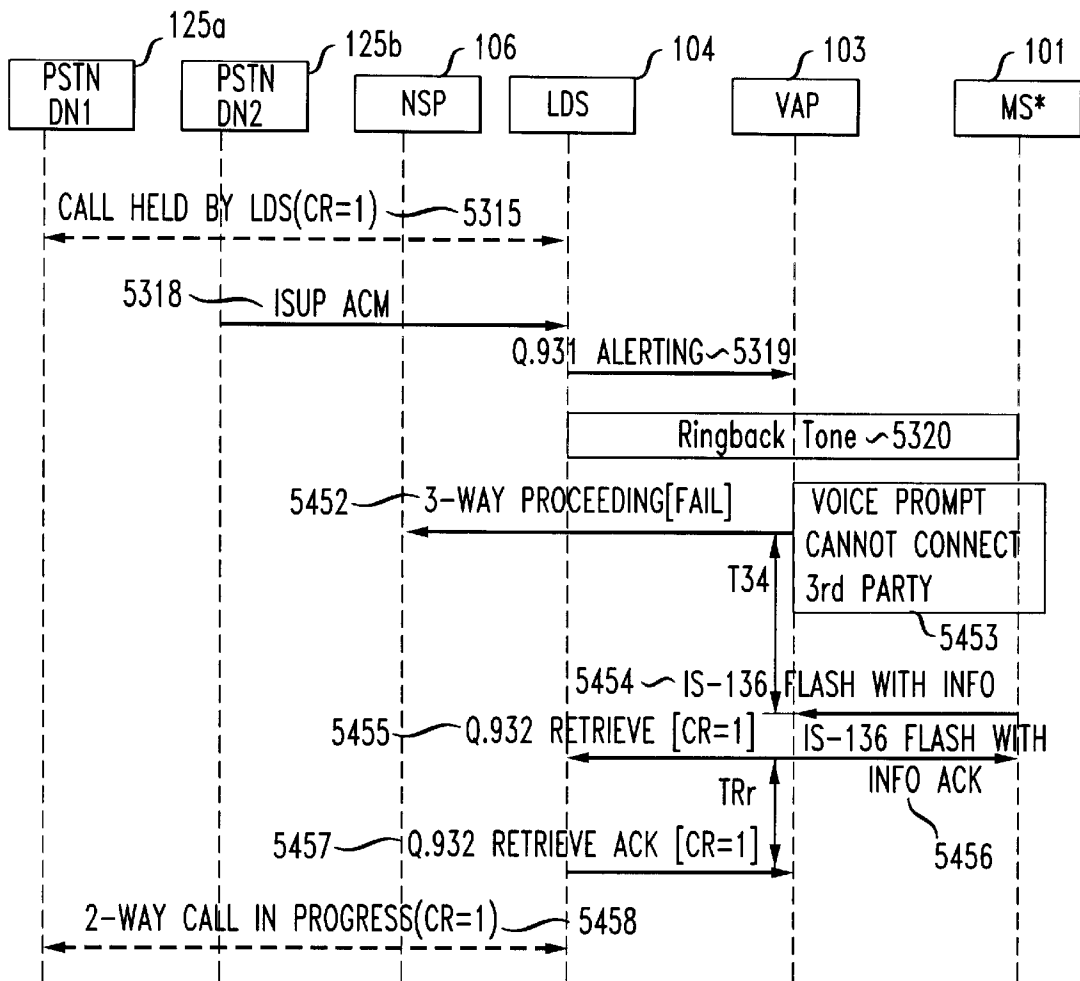 125a
125b
106
104
103
101
PSTN
DN1
PSTN
DN2
NSP
LDS
VAP
MS*
CALL HELD BY LDS(CR=1)
5315
5318
ISUP ACM
Q.931 ALERTING
5319
Ringback Tone
5320
5452
3-WAY PROCEEDING[FAIL]
VOICE PROMPT
CANNOT CONNECT
3rd PARTY
T34
5453
5454
IS-136 FLASH WITH INFO
5455
Q.932 RETRIEVE [CR=1]
IS-136 FLASH WITH
INFO ACK
TRr
5456
5457
Q.932 RETRIEVE ACK [CR=1]
2-WAY CALL IN PROGRESS(CR=1)
5458